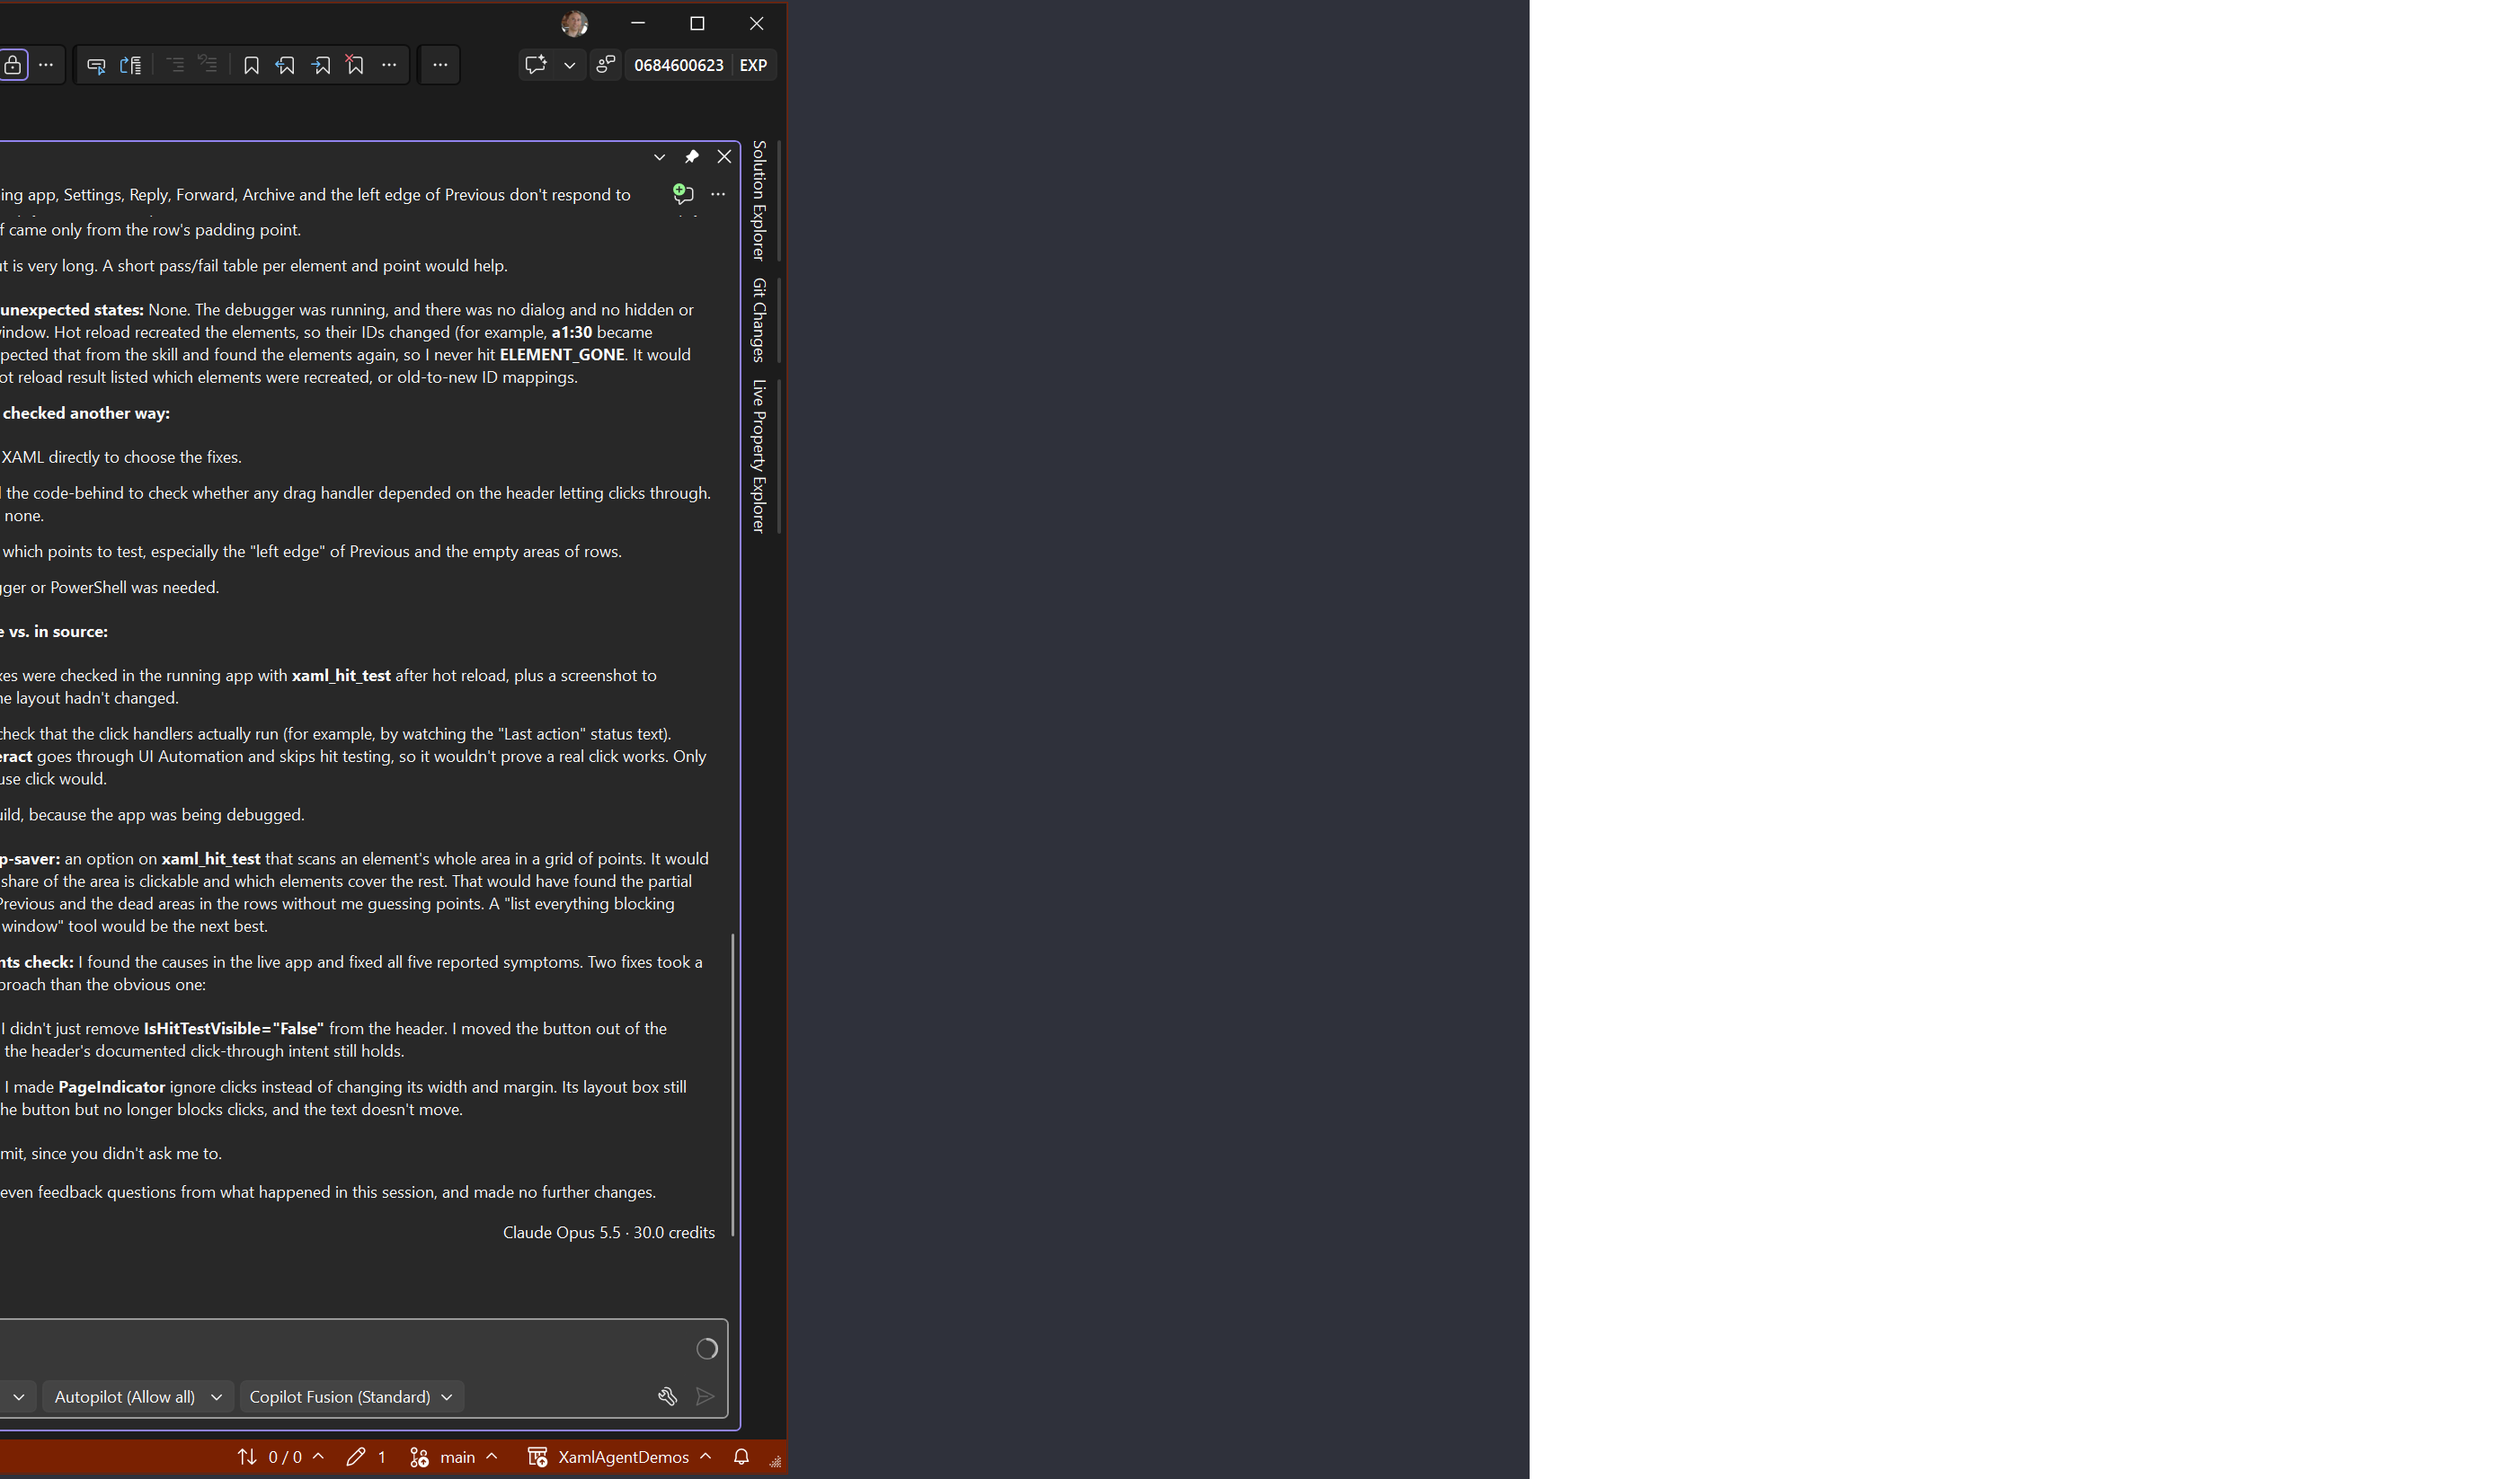 0684600623 EXP
ing app, Settings, Reply, Forward, Archive and the left edge of Previous don't respond to
f came only from the row's padding point.
ut is very long. A short pass/fail table per element and point would help.
unexpected states: None. The debugger was running, and there was no dialog and no hidden or
window. Hot reload recreated the elements, so their IDs changed (for example, a1:30 became
pected that from the skill and found the elements again, so I never hit ELEMENT_GONE. It would
ot reload result listed which elements were recreated, or old-to-new ID mappings.
checked another way:
XAML directly to choose the fixes.
the code-behind to check whether any drag handler depended on the header letting clicks through.
none.
which points to test, especially the "left edge" of Previous and the empty areas of rows.
gger or PowerShell was needed.
e vs. in source:
xes were checked in the running app with xaml_hit_test after hot reload, plus a screenshot to
he layout hadn't changed.
check that the click handlers actually run (for example, by watching the "Last action" status text).
eract goes through UI Automation and skips hit testing, so it wouldn't prove a real click works. Only
use click would.
uild, because the app was being debugged.
p-saver: an option on xaml_hit_test that scans an element's whole area in a grid of points. It would
share of the area is clickable and which elements cover the rest. That would have found the partial
Previous and the dead areas in the rows without me guessing points. A "list everything blocking
window" tool would be the next best.
nts check: I found the causes in the live app and fixed all five reported symptoms. Two fixes took a
proach than the obvious one:
I didn't just remove IsHitTestVisible="False" from the header. I moved the button out of the
the header's documented click-through intent still holds.
I made PageIndicator ignore clicks instead of changing its width and margin. Its layout box still
he button but no longer blocks clicks, and the text doesn't move.
mit, since you didn't ask me to.
even feedback questions from what happened in this session, and made no further changes.
Claude Opus 5.5 · 30.0 credits
Autopilot (Allow all) Copilot Fusion (Standard)
0 / 0 1 main XamlAgentDemos
Solution Explorer
Git Changes
Live Property Explorer